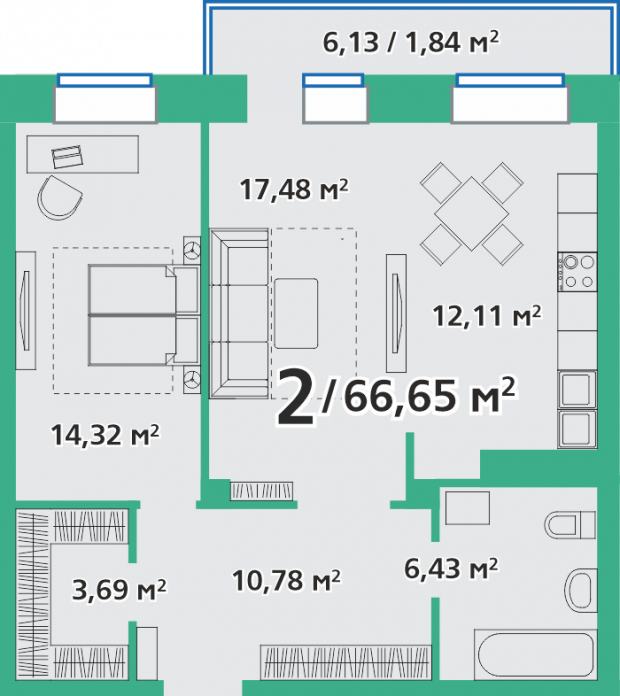 6,13 / 1,84 м²
17,48 м²
12,11 м²
2/66,65 м²
14,32 м²
3,69 м²
10,78 м²
6,43 м²